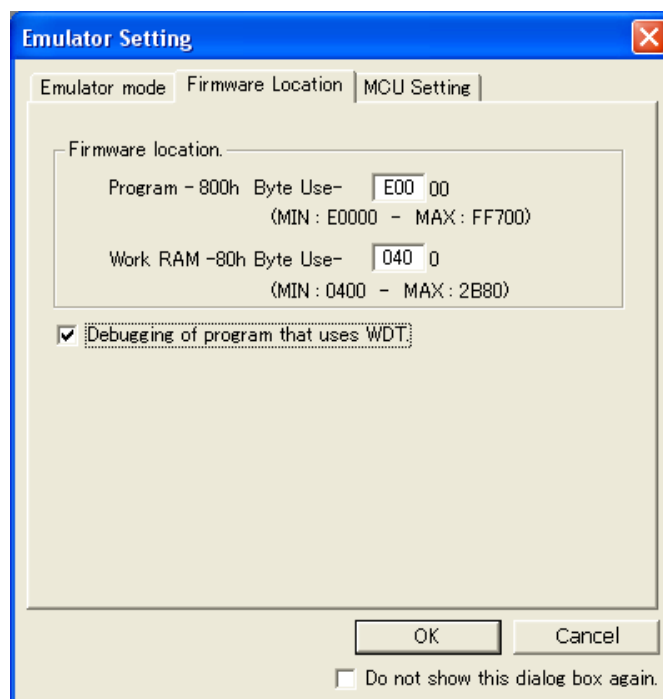 Emulator Setting
Emulator mode Firmware Location MCU Setting
Firmware location.
Program - 800h Byte Use- E00 00
(MIN : E0000 - MAX : FF700)
Work RAM -80h Byte Use- 040 0
(MIN : 0400 - MAX : 2B80)
Debugging of program that uses WDT.
OK Cancel
Do not show this dialog box again.